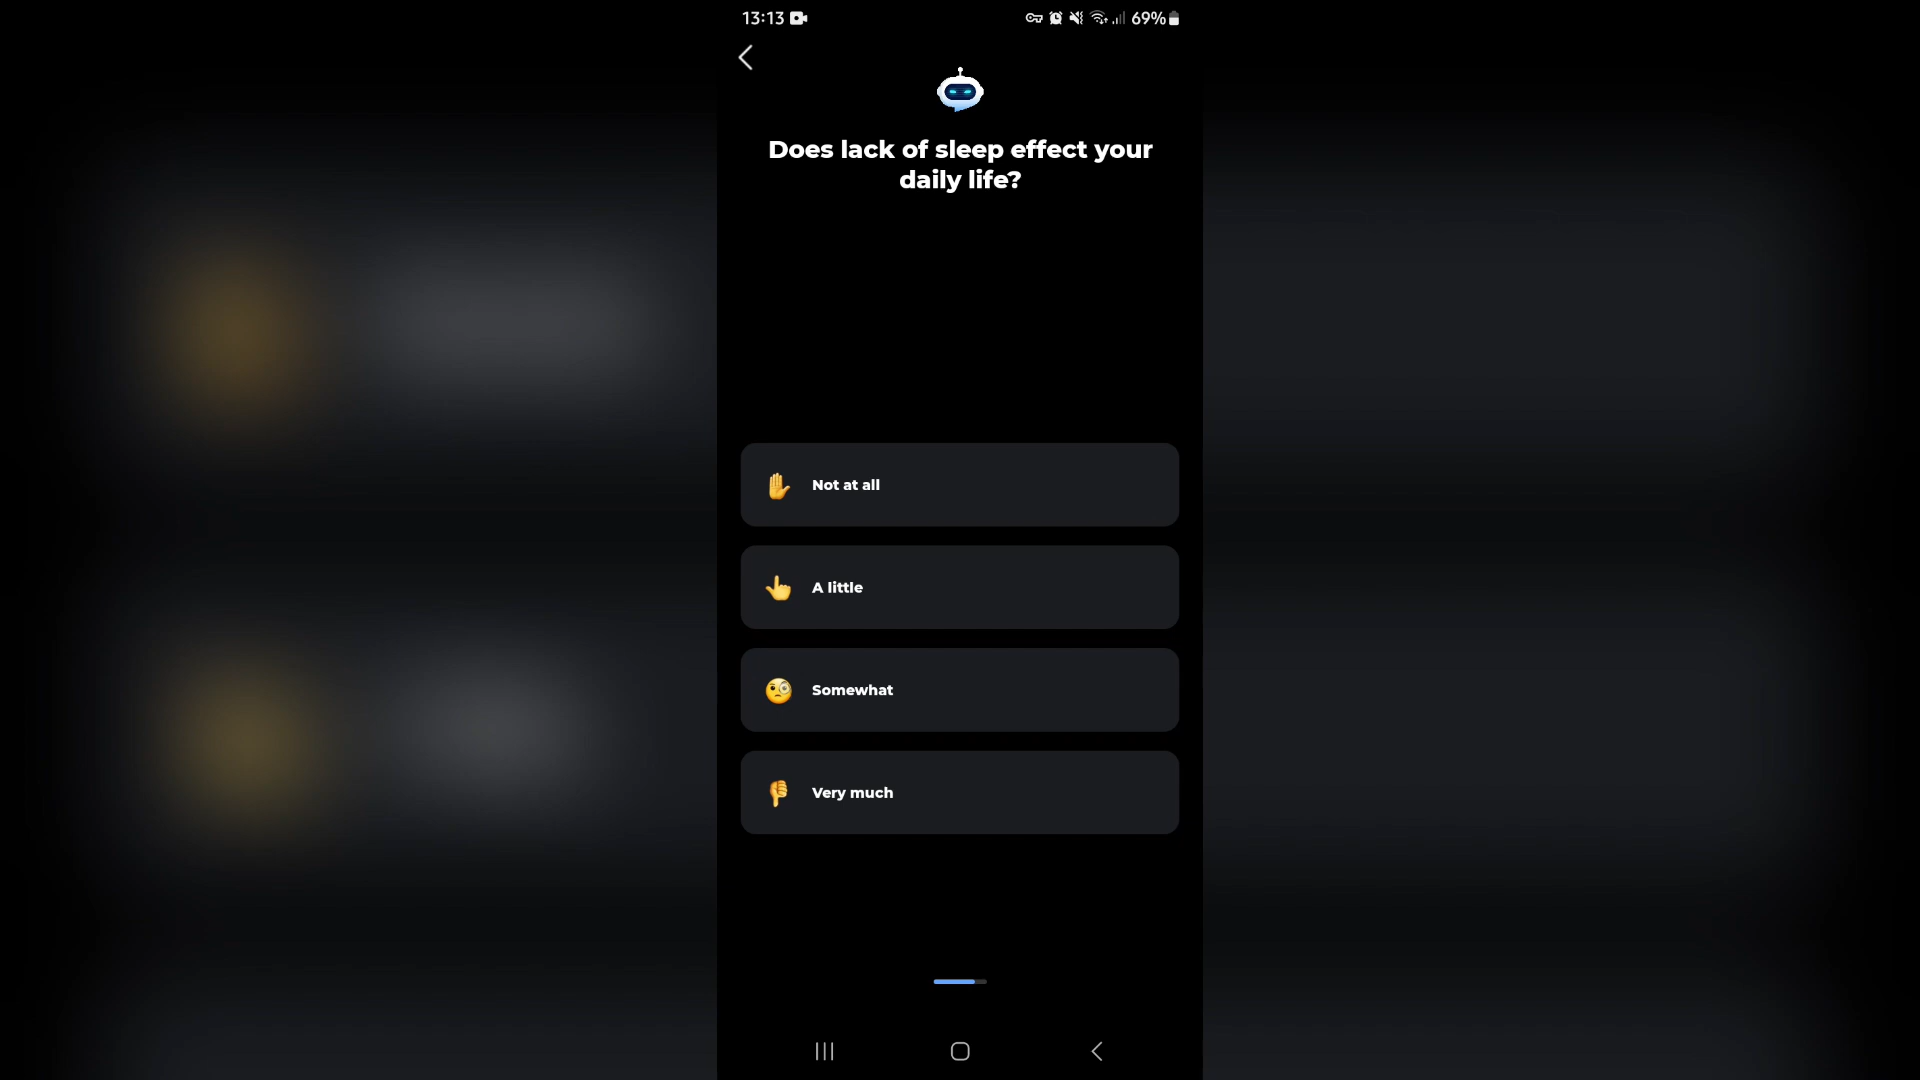 13:13
69%
Does lack of sleep effect your
daily life?
Not at all
A little
Somewhat
Very much